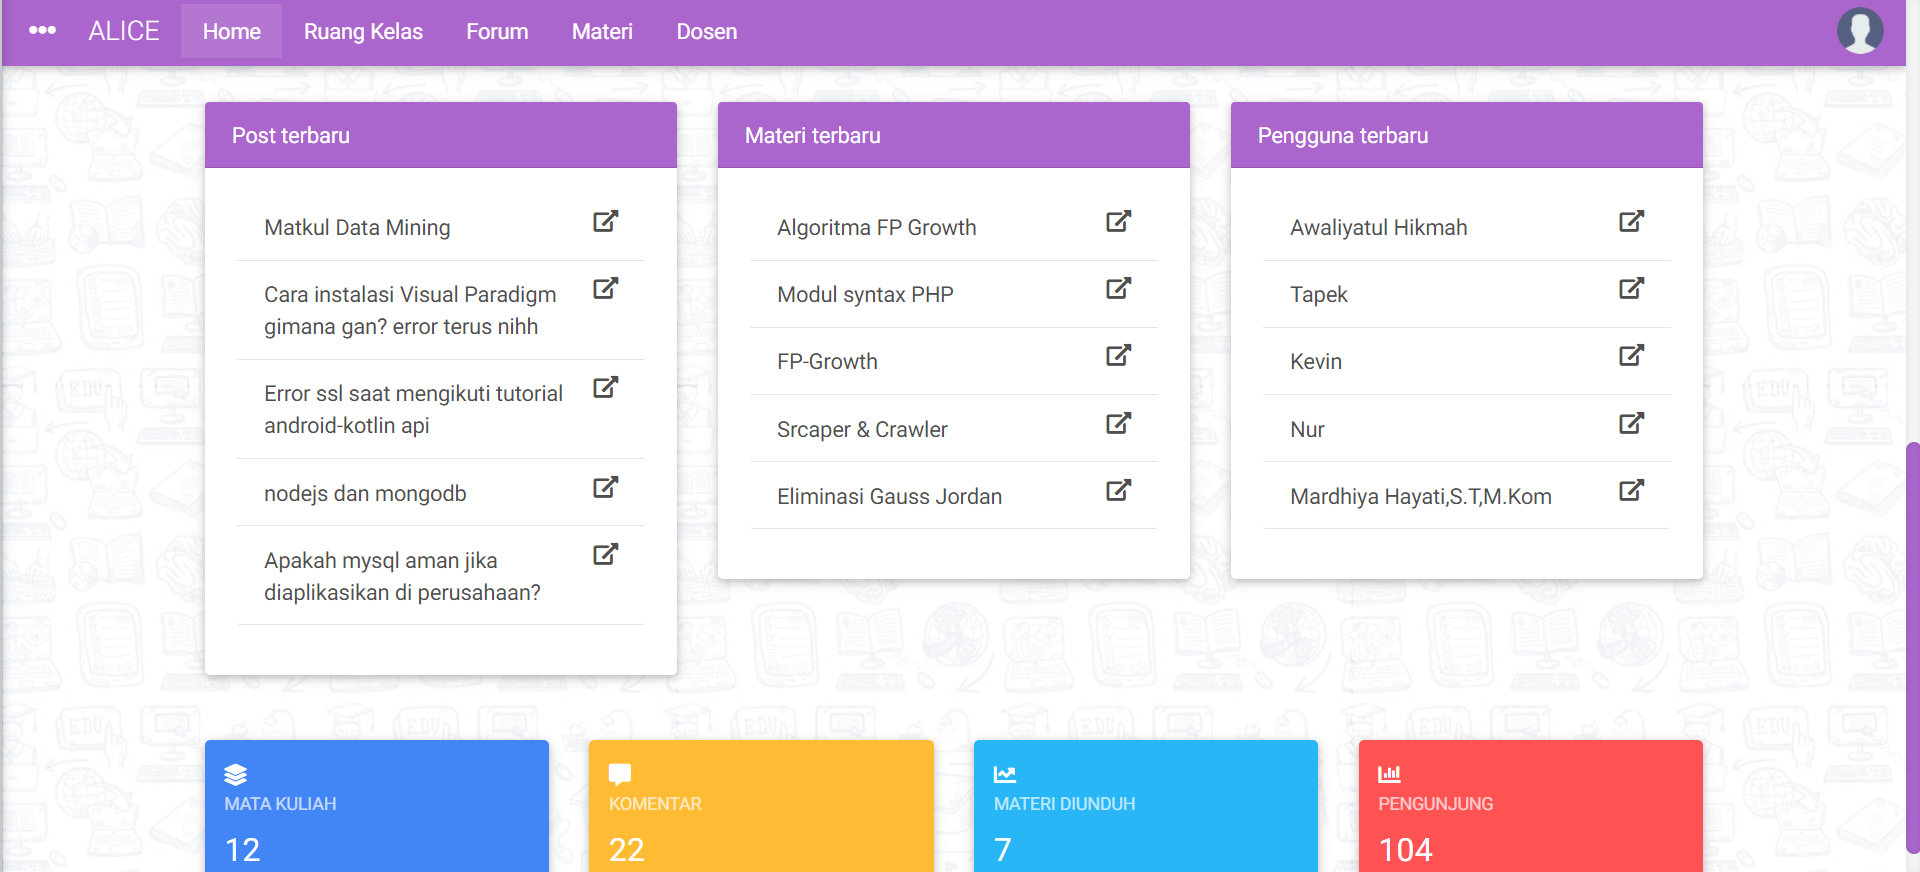 ALICE Home Ruang Kelas Forum Materi Dosen
Post terbaru
Matkul Data Mining
Cara instalasi Visual Paradigm
gimana gan? error terus nihh
Error ssl saat mengikuti tutorial
android-kotlin api
nodejs dan mongodb
Apakah mysql aman jika
diaplikasikan di perusahaan?
Materi terbaru
Algoritma FP Growth
Modul syntax PHP
FP-Growth
Srcaper & Crawler
Eliminasi Gauss Jordan
Pengguna terbaru
Awaliyatul Hikmah
Tapek
Kevin
Nur
Mardhiya Hayati,S.T,M.Kom
MATA KULIAH
12
KOMENTAR
22
MATERI DIUNDUH
7
PENGUNJUNG
104